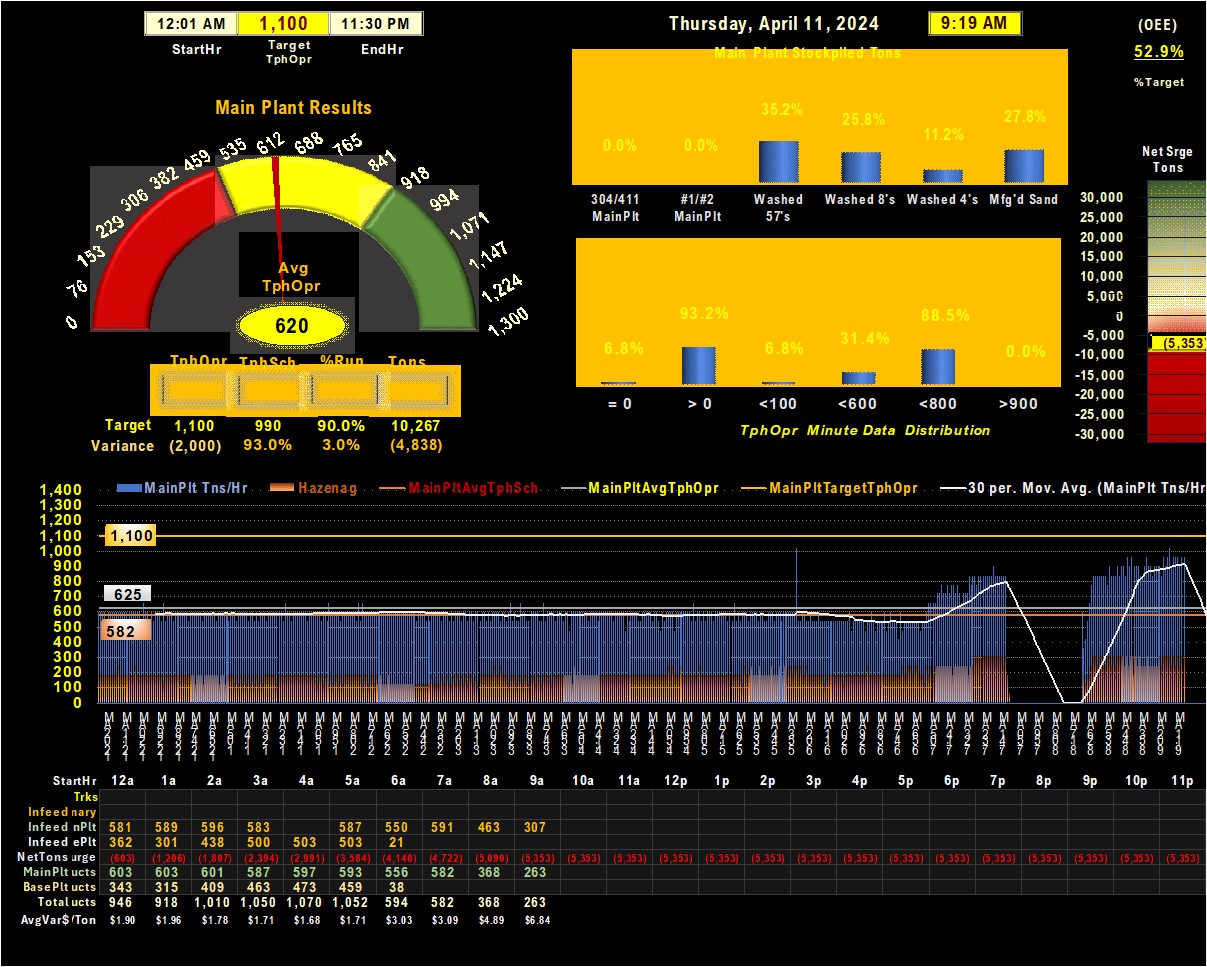 12:01 AM 1,100 11:30 PM
StartHr Target TphOpr EndHr
Thursday, April 11, 2024 9:19 AM
(OEE)
52.9%
%Target
Main Plant Results
0 76 153 229 306 382 459 535 612 688 765 841 918 994 1,071 1,147 1,224 1,300
Avg
TphOpr
620
TphOpr TphSch %Run Tons
Target 1,100 990 90.0% 10,267
Variance (2,000) 93.0% 3.0% (4,838)
Main Plant Stockpiled Tons
0.0% 0.0% 35.2% 25.8% 11.2% 27.8%
304/411 MainPlt #1/#2 MainPlt Washed 57's Washed 8's Washed 4's Mfg'd Sand
6.8% 93.2% 6.8% 31.4% 88.5% 0.0%
= 0 > 0 <100 <600 <800 >900
TphOpr Minute Data Distribution
Net Srge
Tons
30,000
25,000
20,000
15,000
10,000
5,000
0
-5,000
(5,353)
-10,000
-15,000
-20,000
-25,000
-30,000
MainPlt Tns/Hr Hazenag MainPltAvgTphSch MainPltAvgTphOpr MainPltTargetTphOpr 30 per. Mov. Avg. (MainPlt Tns/Hr
1,400
1,300
1,200
1,100
1,000
900
800
700
600
500
400
300
200
100
0
1,100
625
582
StartHr 12a 1a 2a 3a 4a 5a 6a 7a 8a 9a 10a 11a 12p 1p 2p 3p 4p 5p 6p 7p 8p 9p 10p 11p
Trks
Infeed nary
Infeed nPlt 581 589 596 583 587 550 591 463 307
Infeed ePlt 362 301 438 500 503 503 21
NetTons urge (603) (1,206) (1,807) (2,394) (2,991) (3,584) (4,140) (4,722) (5,090) (5,353) (5,353) (5,353) (5,353) (5,353) (5,353) (5,353) (5,353) (5,353) (5,353) (5,353) (5,353) (5,353) (5,353) (5,353)
MainPlt ucts 603 603 601 587 597 593 556 582 368 263
BasePlt ucts 343 315 409 463 473 459 38
Total ucts 946 918 1,010 1,050 1,070 1,052 594 582 368 263
AvgVar$/Ton $1.90 $1.96 $1.78 $1.71 $1.68 $1.71 $3.03 $3.09 $4.89 $6.84